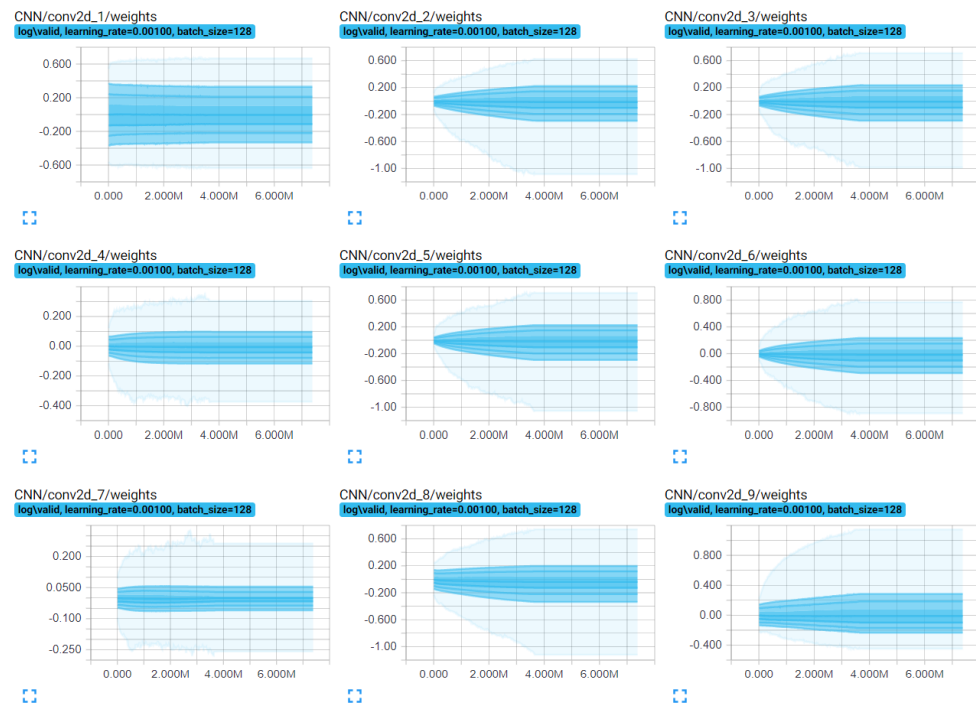 CNN/conv2d_1/weights
log\valid, learning_rate=0.00100, batch_size=128
0.600
0.200
-0.200
-0.600
0.000 2.000M 4.000M 6.000M
CNN/conv2d_2/weights
log\valid, learning_rate=0.00100, batch_size=128
0.600
0.200
-0.200
-0.600
-1.00
0.000 2.000M 4.000M 6.000M
CNN/conv2d_3/weights
log\valid, learning_rate=0.00100, batch_size=128
0.600
0.200
-0.200
-0.600
-1.00
0.000 2.000M 4.000M 6.000M
CNN/conv2d_4/weights
log\valid, learning_rate=0.00100, batch_size=128
0.200
0.00
-0.200
-0.400
0.000 2.000M 4.000M 6.000M
CNN/conv2d_5/weights
log\valid, learning_rate=0.00100, batch_size=128
0.600
0.200
-0.200
-0.600
-1.00
0.000 2.000M 4.000M 6.000M
CNN/conv2d_6/weights
log\valid, learning_rate=0.00100, batch_size=128
0.800
0.400
0.00
-0.400
-0.800
0.000 2.000M 4.000M 6.000M
CNN/conv2d_7/weights
log\valid, learning_rate=0.00100, batch_size=128
0.200
0.0500
-0.100
-0.250
0.000 2.000M 4.000M 6.000M
CNN/conv2d_8/weights
log\valid, learning_rate=0.00100, batch_size=128
0.600
0.200
-0.200
-0.600
-1.00
0.000 2.000M 4.000M 6.000M
CNN/conv2d_9/weights
log\valid, learning_rate=0.00100, batch_size=128
0.800
0.400
0.00
-0.400
0.000 2.000M 4.000M 6.000M